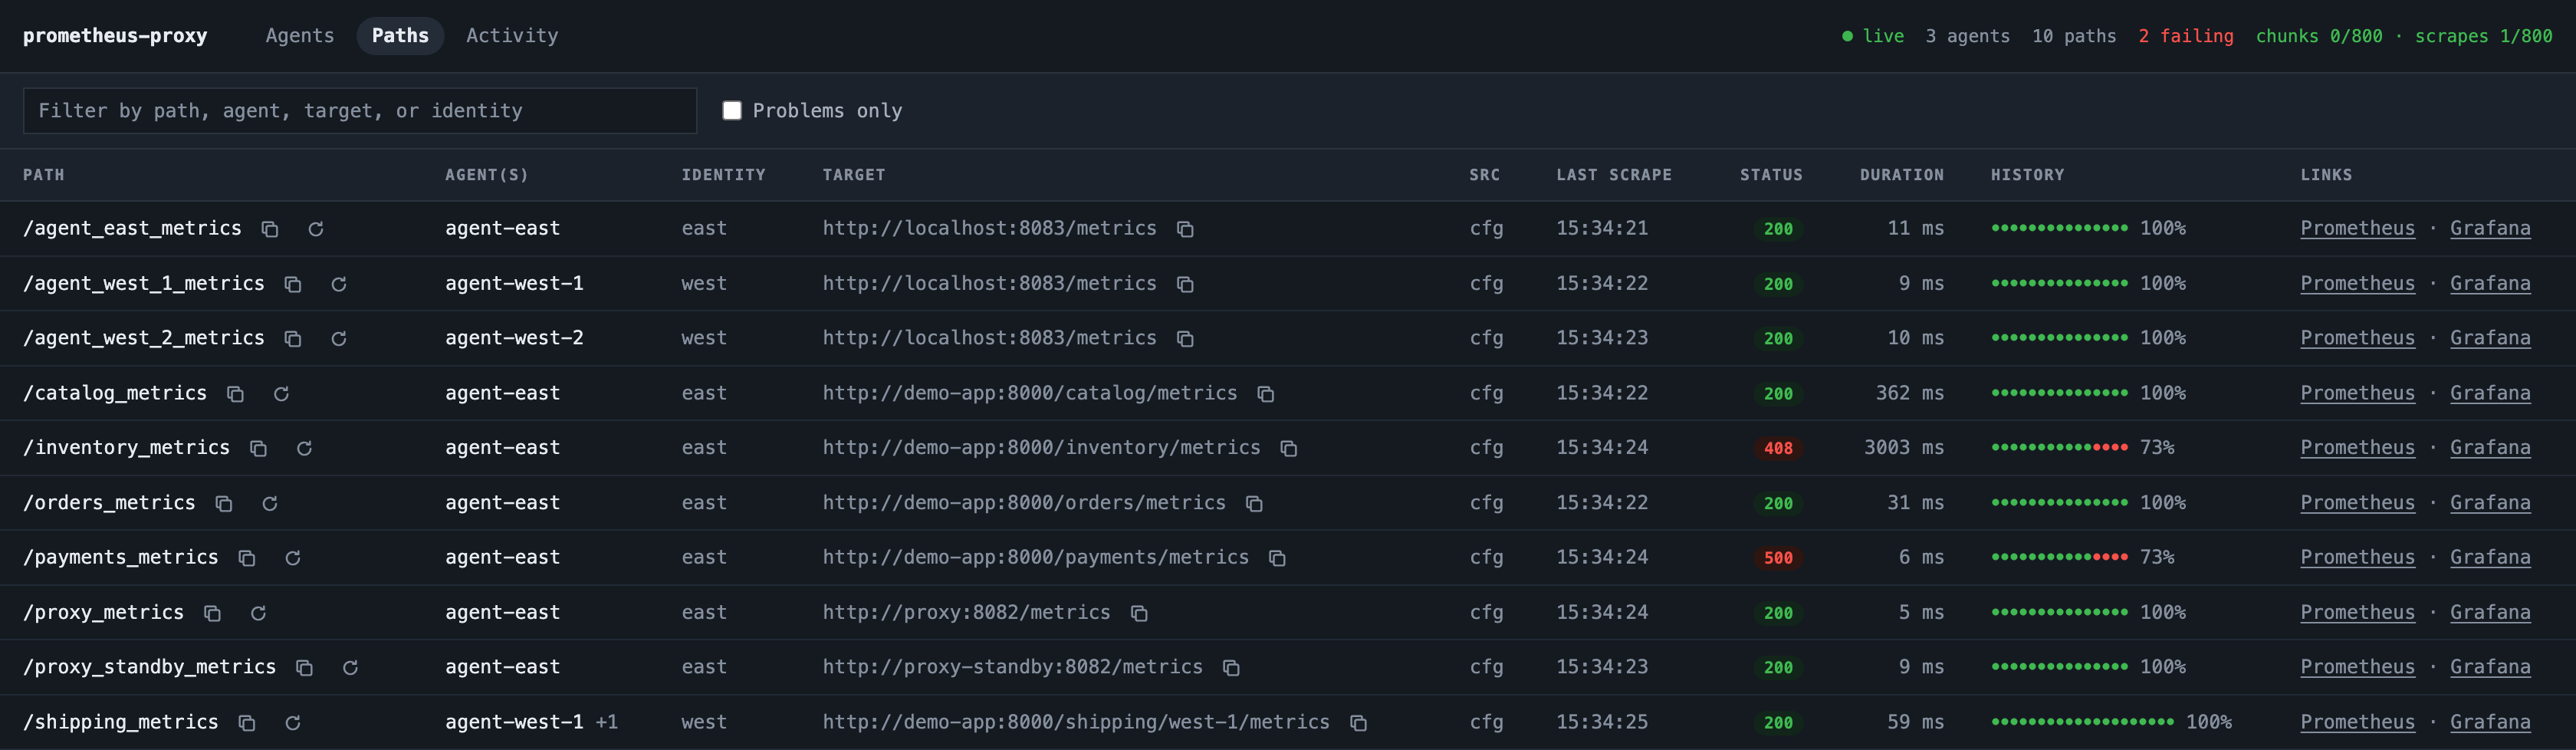 prometheus-proxy Agents Paths Activity live 3 agents 10 paths 2 failing chunks 0/800 · scrapes 1/800
Filter by path, agent, target, or identity Problems only
PATH AGENT(S) IDENTITY TARGET SRC LAST SCRAPE STATUS DURATION HISTORY LINKS
/agent_east_metrics agent-east east http://localhost:8083/metrics cfg 15:34:21 200 11 ms 100% Prometheus · Grafana
/agent_west_1_metrics agent-west-1 west http://localhost:8083/metrics cfg 15:34:22 200 9 ms 100% Prometheus · Grafana
/agent_west_2_metrics agent-west-2 west http://localhost:8083/metrics cfg 15:34:23 200 10 ms 100% Prometheus · Grafana
/catalog_metrics agent-east east http://demo-app:8000/catalog/metrics cfg 15:34:22 200 362 ms 100% Prometheus · Grafana
/inventory_metrics agent-east east http://demo-app:8000/inventory/metrics cfg 15:34:24 408 3003 ms 73% Prometheus · Grafana
/orders_metrics agent-east east http://demo-app:8000/orders/metrics cfg 15:34:22 200 31 ms 100% Prometheus · Grafana
/payments_metrics agent-east east http://demo-app:8000/payments/metrics cfg 15:34:24 500 6 ms 73% Prometheus · Grafana
/proxy_metrics agent-east east http://proxy:8082/metrics cfg 15:34:24 200 5 ms 100% Prometheus · Grafana
/proxy_standby_metrics agent-east east http://proxy-standby:8082/metrics cfg 15:34:23 200 9 ms 100% Prometheus · Grafana
/shipping_metrics agent-west-1 +1 west http://demo-app:8000/shipping/west-1/metrics cfg 15:34:25 200 59 ms 100% Prometheus · Grafana